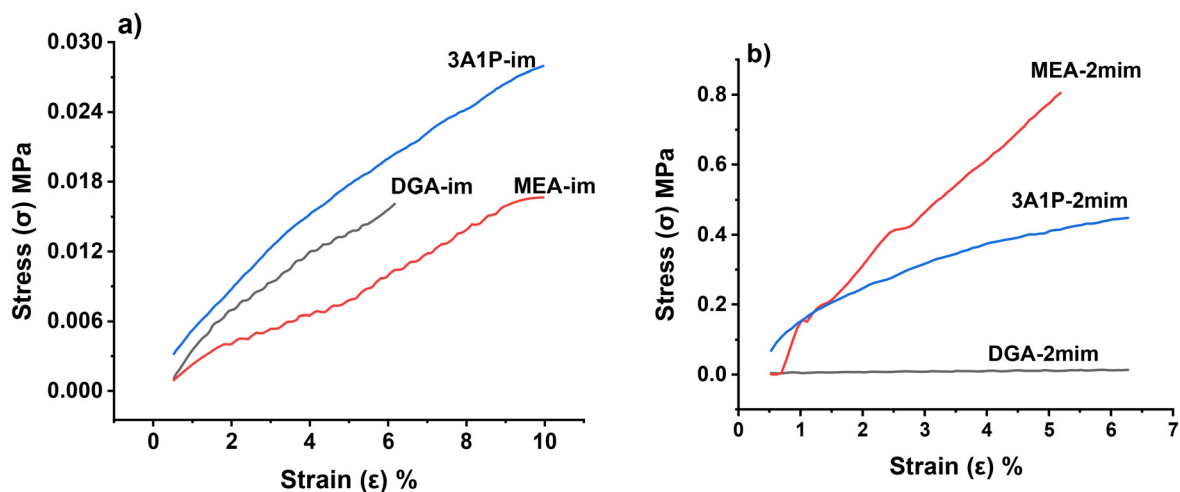 a)
3A1P-im
DGA-im
MEA-im
Stress (σ) MPa
0.030
0.024
0.018
0.012
0.006
0.000
0 2 4 6 8 10
Strain (ε) %
b)
MEA-2mim
3A1P-2mim
DGA-2mim
Stress (σ) MPa
0.8
0.6
0.4
0.2
0.0
0 1 2 3 4 5 6 7
Strain (ε) %